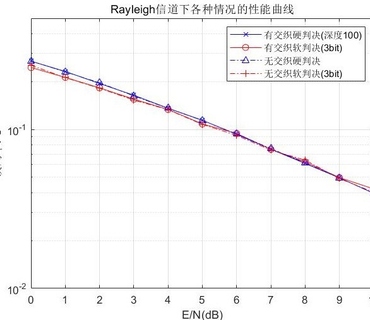 Rayleigh信道下各种情况的性能曲线
有交织硬判决(深度100)
有交织软判决(3bit)
无交织硬判决
无交织软判决(3bit)
10-1
10-2
0 1 2 3 4 5 6 7 8 9
E/N(dB)